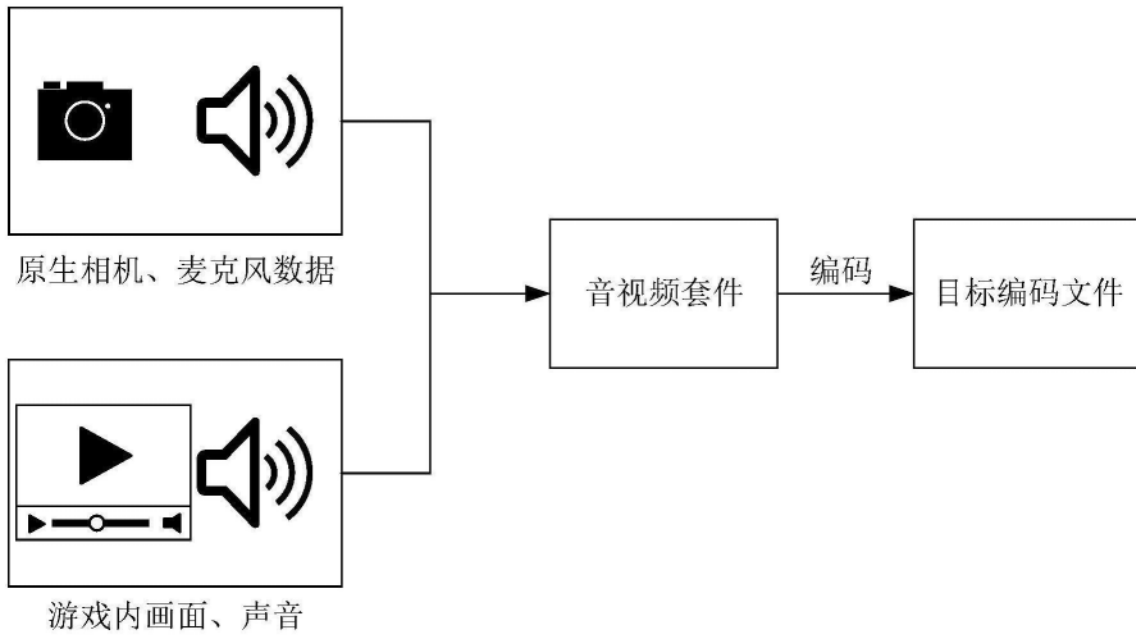 原生相机、麦克风数据
音视频套件
编码
目标编码文件
游戏内画面、声音